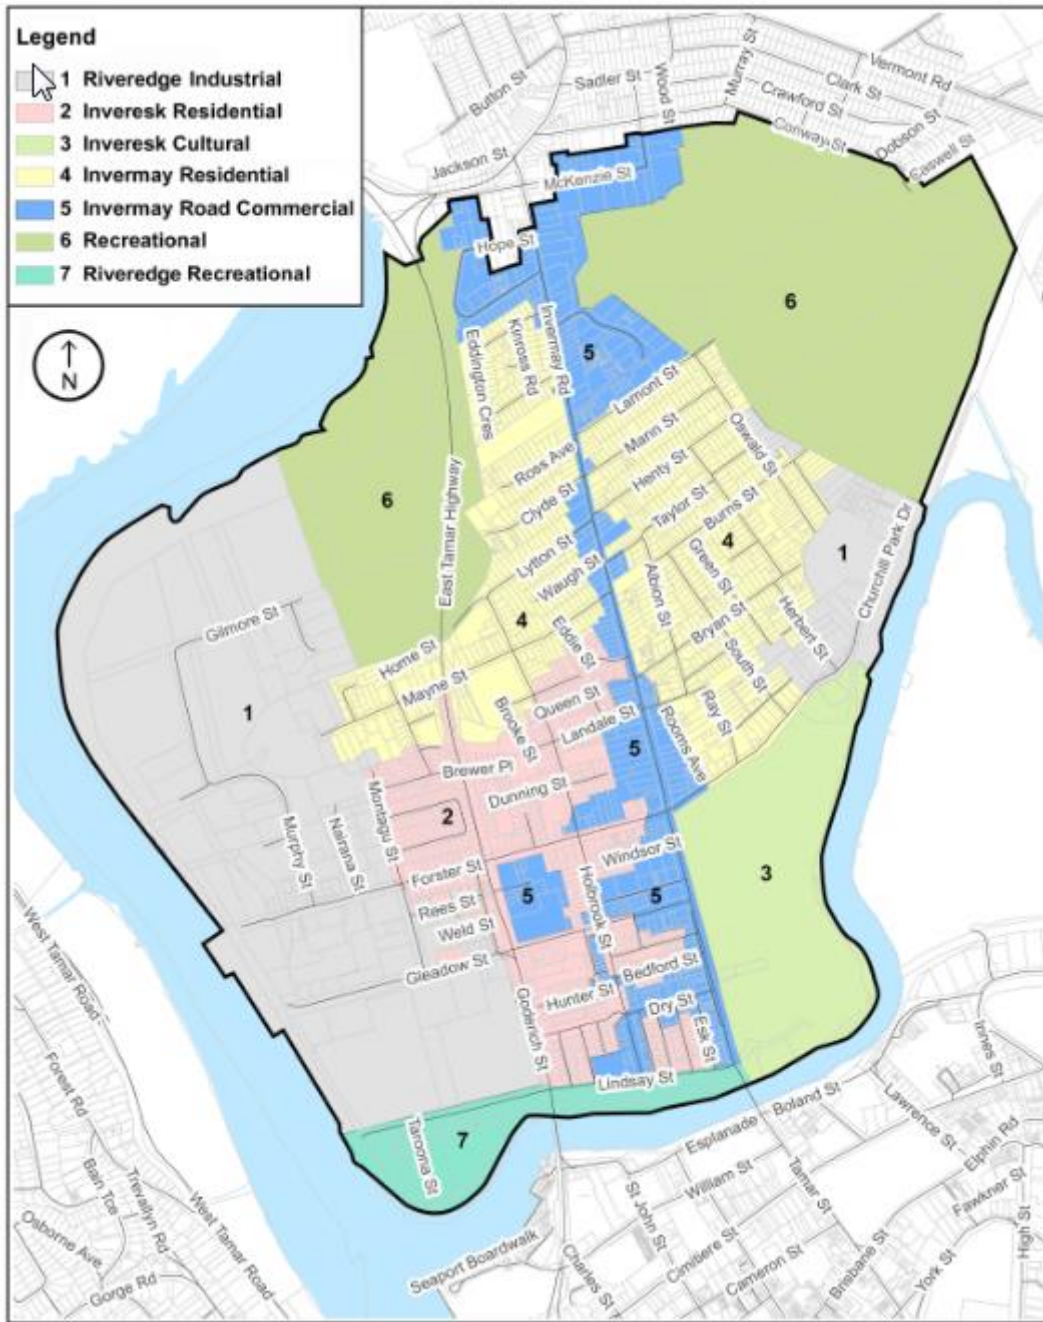 Legend
1 Riveredge Industrial
2 Inveresk Residential
3 Inveresk Cultural
4 Invermay Residential
5 Invermay Road Commercial
6 Recreational
7 Riveredge Recreational
N
Button St
Sadler St
Wood St
Murray St
Vermont Rd
Clark St
Crawford St
Conway St
Dobson St
Saswell St
Jackson St
McKenzie St
Hope St
6
Invermay Rd
Kinross Rd
Eddington Cres
5
Lamont St
Mann St
Oswald St
Ross Ave
Henty St
Clyde St
Taylor St
Burns St
6
East Tamar Highway
Lytton St
Waugh St
4
Green St
Albion St
1
Churchill Park Dr
Herbert St
Bryan St
South St
Gilmore St
4
Eddie St
Home St
Mayne St
Queen St
Brooke St
Landale St
Ray St
Rooms Ave
1
5
Brewer Pl
Dunning St
Montagu St
2
Murphy St
Nairana St
Forster St
Windsor St
3
5
5
Holbrook St
Rees St
Weld St
Gleadow St
Bedford St
Hunter St
Dry St
Esk St
Goderich St
Lindsay St
7
Taroona St
West Tamar Road
Forest Rd
Bain Tce
Trevallyn Rd
West Tamar Road
Osborne Ave
Gorge Rd
Seaport Boardwalk
Charles St
St John St
Esplanade
Boland St
William St
Cimitiere St
Cameron St
Tamar St
Brisbane St
York St
Lawrence St
Innes St
Elphin Rd
Fawkner St
High St